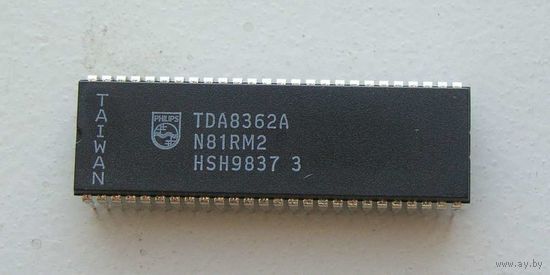 TAIWAN
PHILIPS
TDA8362A
N81RM2
HSH9837 3
www.ay.by